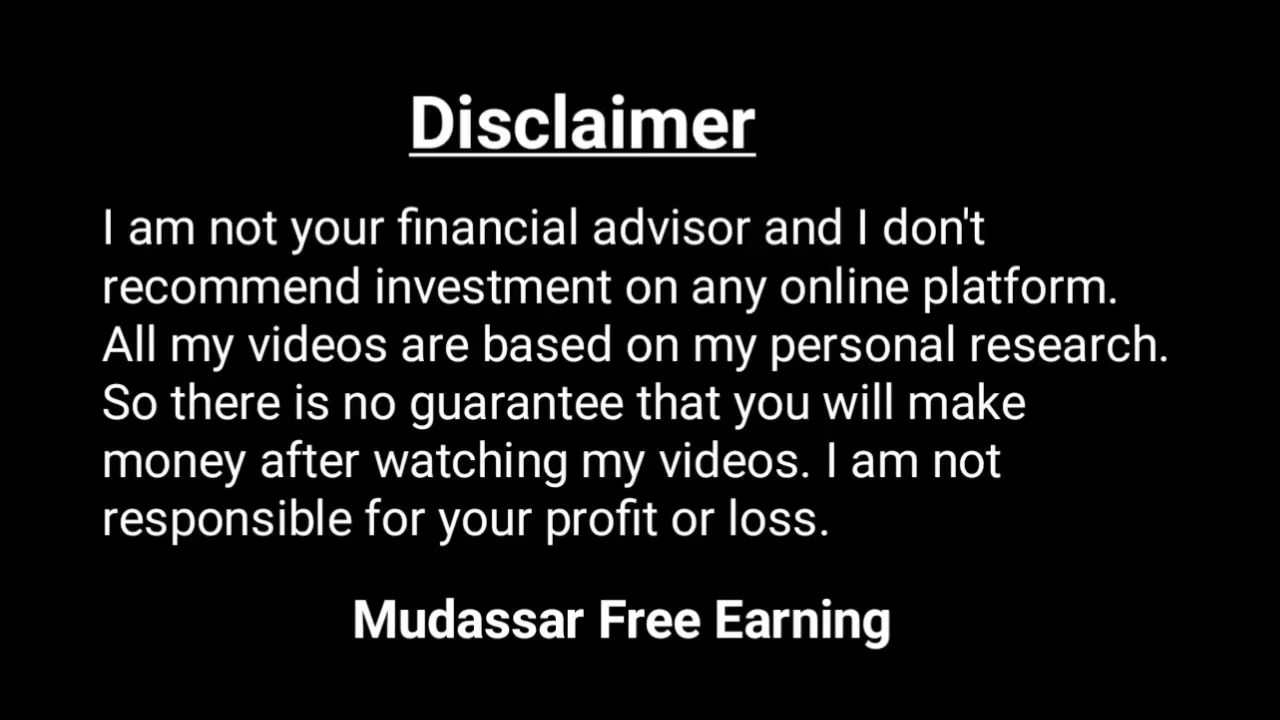 Disclaimer
I am not your financial advisor and I don't
recommend investment on any online platform.
All my videos are based on my personal research.
So there is no guarantee that you will make
money after watching my videos. I am not
responsible for your profit or loss.
Mudassar Free Earning